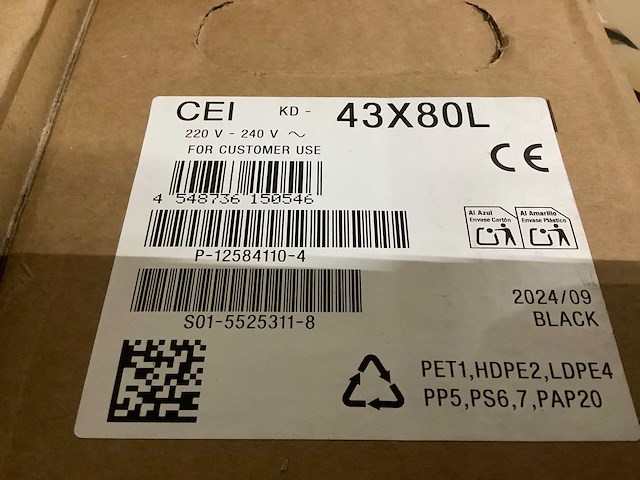 CEI KD - 43X80L
220 V - 240 V ～
FOR CUSTOMER USE
CE
4 548736 150546
Al Azul
Envase Cartón
Al Amarillo
Envase Plástico
P-12584110-4
2024/09
BLACK
S01-5525311-8
PET1,HDPE2,LDPE4
PP5,PS6,7,PAP20